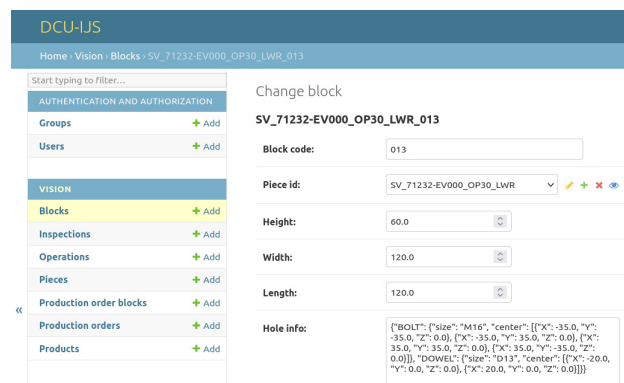 DCU-IJS
Home › Vision › Blocks › SV_71232-EV000_OP30_LWR_013
Start typing to filter...
AUTHENTICATION AND AUTHORIZATION
Groups + Add
Users + Add
VISION
Blocks + Add
Inspections + Add
Operations + Add
Pieces + Add
Production order blocks + Add
Production orders + Add
Products + Add
«
Change block
SV_71232-EV000_OP30_LWR_013
Block code: 013
Piece id: SV_71232-EV000_OP30_LWR
Height: 60.0
Width: 120.0
Length: 120.0
Hole info: {"BOLT": {"size": "M16", "center": [{"X": -35.0, "Y":
-35.0, "Z": 0.0}, {"X": -35.0, "Y": 35.0, "Z": 0.0}, {"X":
35.0, "Y": 35.0, "Z": 0.0}, {"X": 35.0, "Y": -35.0, "Z":
0.0}]}, "DOWEL": {"size": "D13", "center": [{"X": -20.0,
"Y": 0.0, "Z": 0.0}, {"X": 20.0, "Y": 0.0, "Z": 0.0}]}}